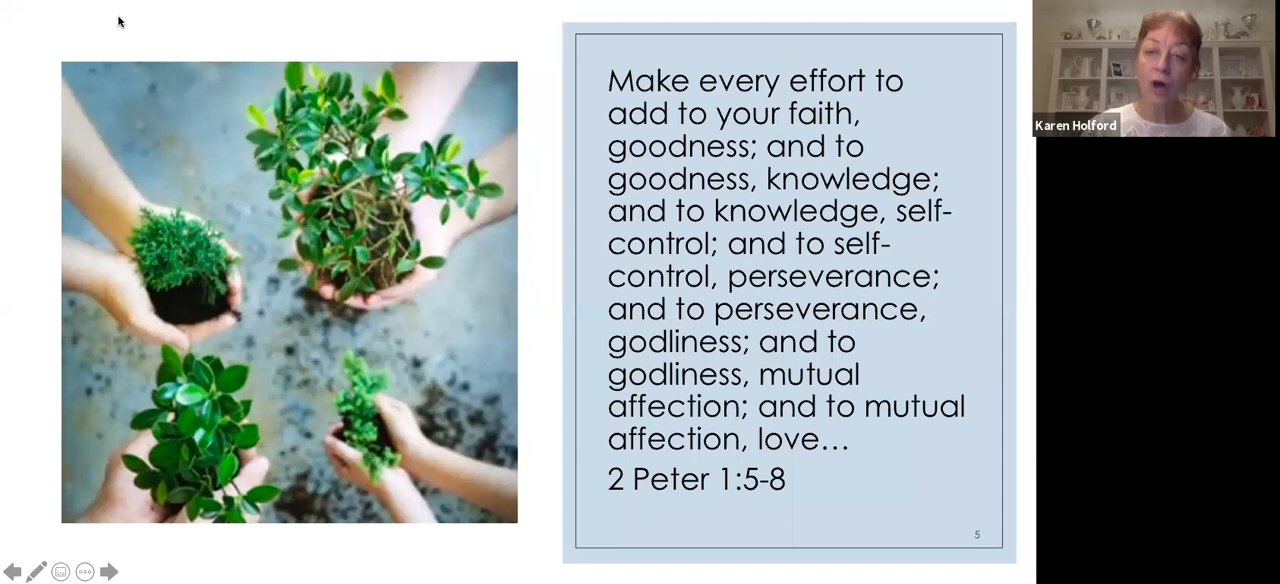 Make every effort to
add to your faith,
goodness; and to
goodness, knowledge;
and to knowledge, self-
control; and to self-
control, perseverance;
and to perseverance,
godliness; and to
godliness, mutual
affection; and to mutual
affection, love…
2 Peter 1:5-8
5
Karen Holford